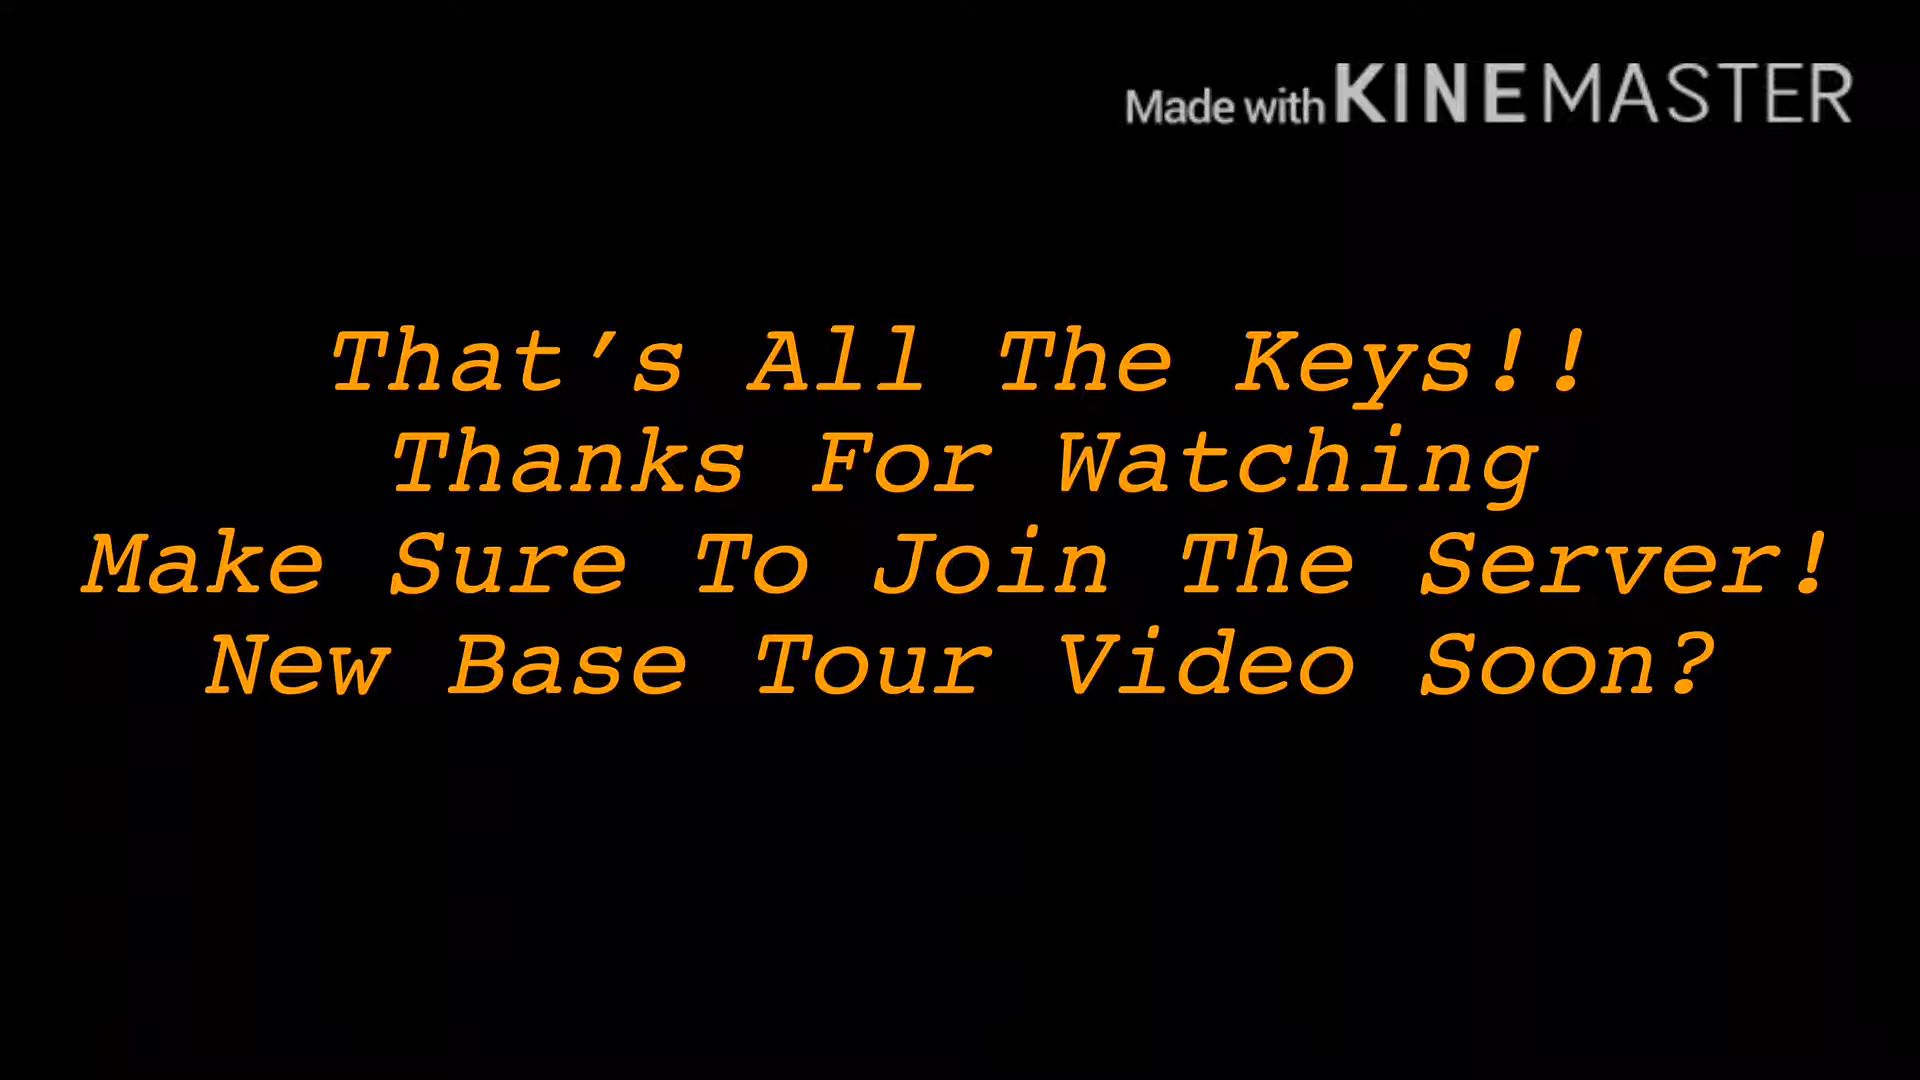 Made with KINEMASTER
That's All The Keys!!
Thanks For Watching
Make Sure To Join The Server!
New Base Tour Video Soon?